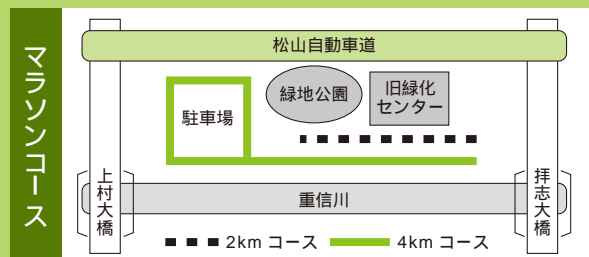 マラソンコース
松山自動車道
緑地公園
旧緑化
センター
駐車場
上村大橋
拝志大橋
重信川
2km コース
4km コース